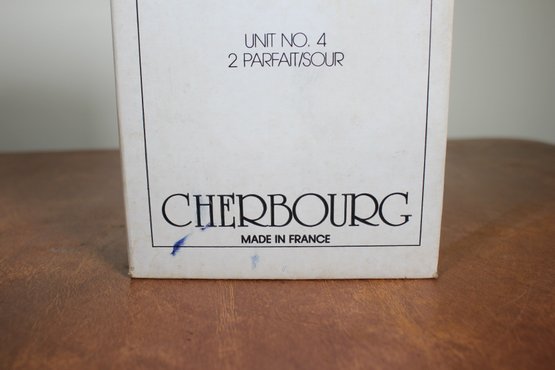 UNIT NO. 4
2 PARFAIT/SOUR
CHERBOURG
MADE IN FRANCE